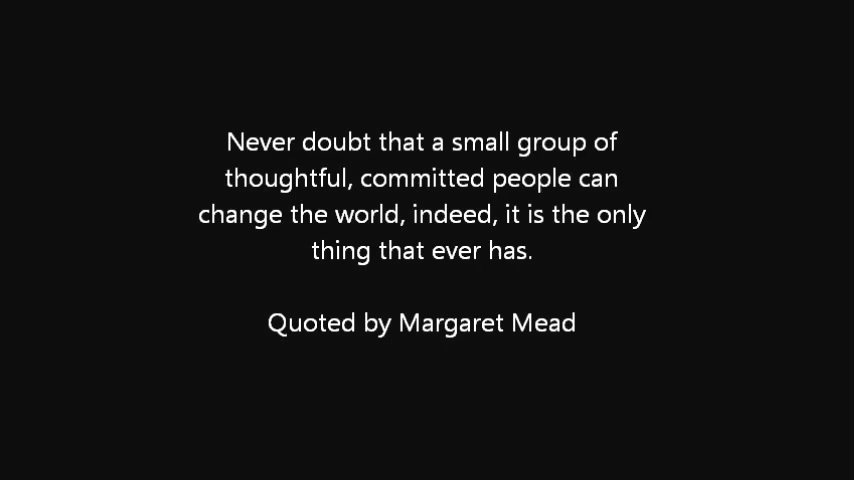 Never doubt that a small group of
thoughtful, committed people can
change the world, indeed, it is the only
thing that ever has.
Quoted by Margaret Mead